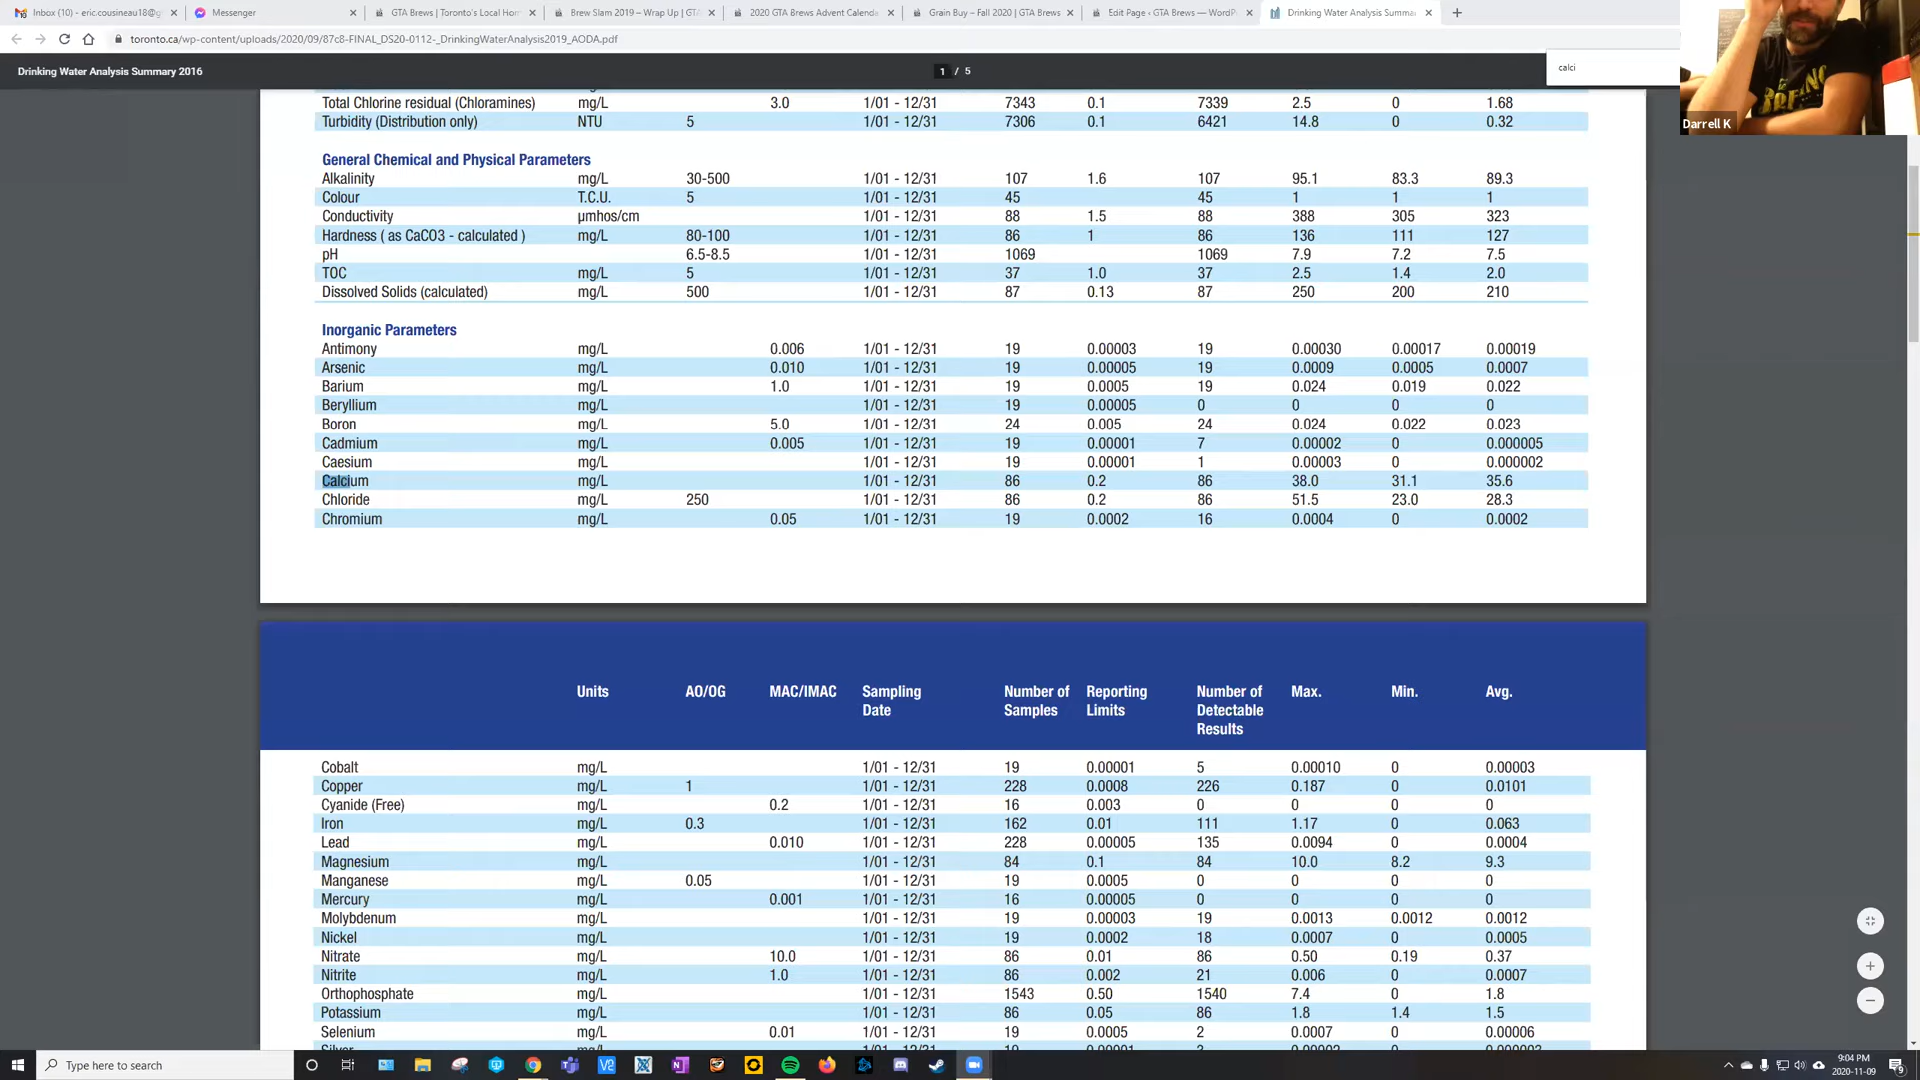 Inbox (10) - eric.cousineau18@g
Messenger
GTA Brews | Toronto's Local Hom
Brew Slam 2019 – Wrap Up | GTA
2020 GTA Brews Advent Calenda
Grain Buy – Fall 2020 | GTA Brews
Edit Page ‹ GTA Brews — WordP
Drinking Water Analysis Summa
toronto.ca/wp-content/uploads/2020/09/87c8-FINAL_DS20-0112-_DrinkingWaterAnalysis2019_AODA.pdf
Drinking Water Analysis Summary 2016
1 / 5
calci
Darrell K
Total Chlorine residual (Chloramines) mg/L 3.0 1/01 - 12/31 7343 0.1 7339 2.5 0 1.68
Turbidity (Distribution only) NTU 5 1/01 - 12/31 7306 0.1 6421 14.8 0 0.32
General Chemical and Physical Parameters
Alkalinity mg/L 30-500 1/01 - 12/31 107 1.6 107 95.1 83.3 89.3
Colour T.C.U. 5 1/01 - 12/31 45 45 1 1 1
Conductivity µmhos/cm 1/01 - 12/31 88 1.5 88 388 305 323
Hardness ( as CaCO3 - calculated ) mg/L 80-100 1/01 - 12/31 86 1 86 136 111 127
pH 6.5-8.5 1/01 - 12/31 1069 1069 7.9 7.2 7.5
TOC mg/L 5 1/01 - 12/31 37 1.0 37 2.5 1.4 2.0
Dissolved Solids (calculated) mg/L 500 1/01 - 12/31 87 0.13 87 250 200 210
Inorganic Parameters
Antimony mg/L 0.006 1/01 - 12/31 19 0.00003 19 0.00030 0.00017 0.00019
Arsenic mg/L 0.010 1/01 - 12/31 19 0.00005 19 0.0009 0.0005 0.0007
Barium mg/L 1.0 1/01 - 12/31 19 0.0005 19 0.024 0.019 0.022
Beryllium mg/L 1/01 - 12/31 19 0.00005 0 0 0 0
Boron mg/L 5.0 1/01 - 12/31 24 0.005 24 0.024 0.022 0.023
Cadmium mg/L 0.005 1/01 - 12/31 19 0.00001 7 0.00002 0 0.000005
Caesium mg/L 1/01 - 12/31 19 0.00001 1 0.00003 0 0.000002
Calcium mg/L 1/01 - 12/31 86 0.2 86 38.0 31.1 35.6
Chloride mg/L 250 1/01 - 12/31 86 0.2 86 51.5 23.0 28.3
Chromium mg/L 0.05 1/01 - 12/31 19 0.0002 16 0.0004 0 0.0002
Units AO/OG MAC/IMAC Sampling Number of Reporting Number of Max. Min. Avg.
Date Samples Limits Detectable
Results
Cobalt mg/L 1/01 - 12/31 19 0.00001 5 0.00010 0 0.00003
Copper mg/L 1 1/01 - 12/31 228 0.0008 226 0.187 0 0.0101
Cyanide (Free) mg/L 0.2 1/01 - 12/31 16 0.003 0 0 0 0
Iron mg/L 0.3 1/01 - 12/31 162 0.01 111 1.17 0 0.063
Lead mg/L 0.010 1/01 - 12/31 228 0.00005 135 0.0094 0 0.0004
Magnesium mg/L 1/01 - 12/31 84 0.1 84 10.0 8.2 9.3
Manganese mg/L 0.05 1/01 - 12/31 19 0.0005 0 0 0 0
Mercury mg/L 0.001 1/01 - 12/31 16 0.00005 0 0 0 0
Molybdenum mg/L 1/01 - 12/31 19 0.00003 19 0.0013 0.0012 0.0012
Nickel mg/L 1/01 - 12/31 19 0.0002 18 0.0007 0 0.0005
Nitrate mg/L 10.0 1/01 - 12/31 86 0.01 86 0.50 0.19 0.37
Nitrite mg/L 1.0 1/01 - 12/31 86 0.002 21 0.006 0 0.0007
Orthophosphate mg/L 1/01 - 12/31 1543 0.50 1540 7.4 0 1.8
Potassium mg/L 1/01 - 12/31 86 0.05 86 1.8 1.4 1.5
Selenium mg/L 0.01 1/01 - 12/31 19 0.0005 2 0.0007 0 0.00006
Type here to search
9:04 PM
2020-11-09